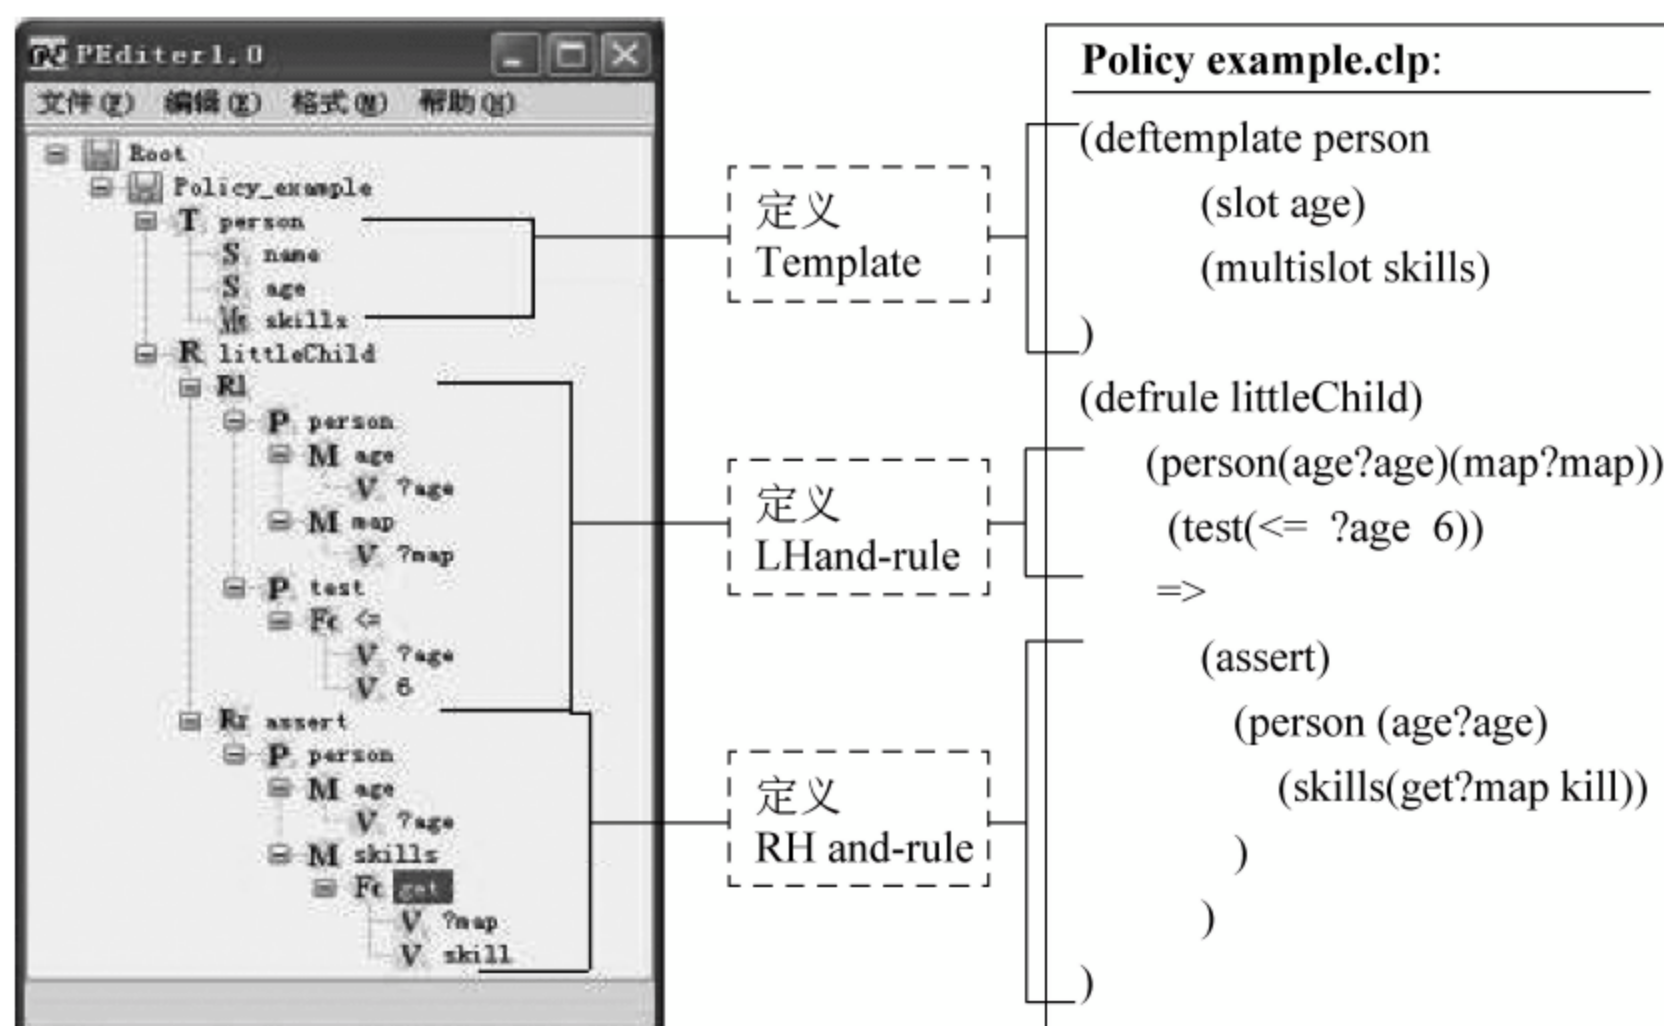 PEditer1.0
文件(F) 编辑(E) 格式(M) 帮助(H)
Root
Policy_example
T person
S name
S age
Ms skills
R littleChild
Rl
P person
M age
V ?age
M map
V ?map
P test
Fc <=
V ?age
V 6
Rr assert
P person
M age
V ?age
M skills
Fc get
V ?map
V skill
定义
Template
定义
LHand-rule
定义
RH and-rule
Policy example.clp:
(deftemplate person
(slot age)
(multislot skills)
)
(defrule littleChild)
(person(age?age)(map?map))
(test(<= ?age 6))
=>
(assert)
(person (age?age)
(skills(get?map kill))
)
)
)